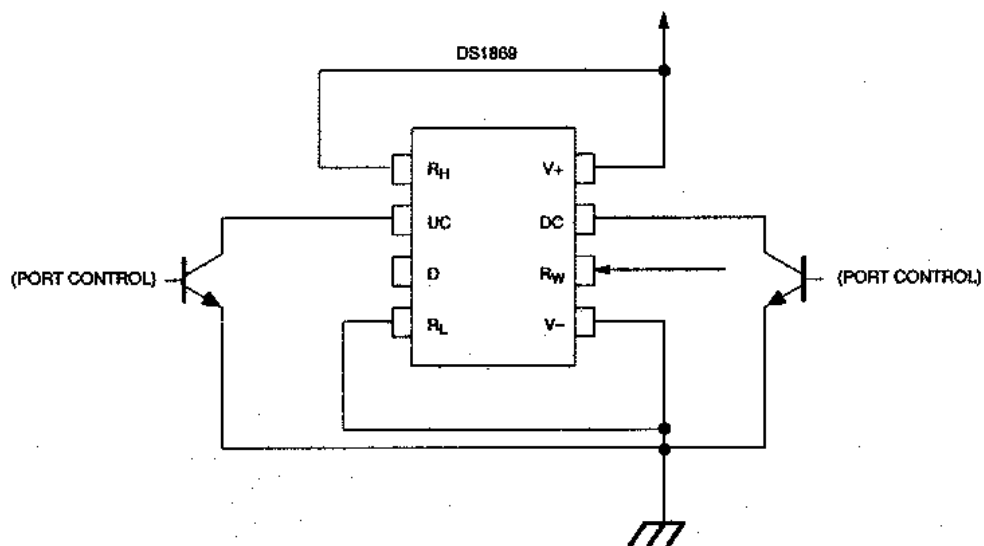 DS1869
RH V+
UC DC
(PORT CONTROL) (PORT CONTROL)
D RW
RL V–